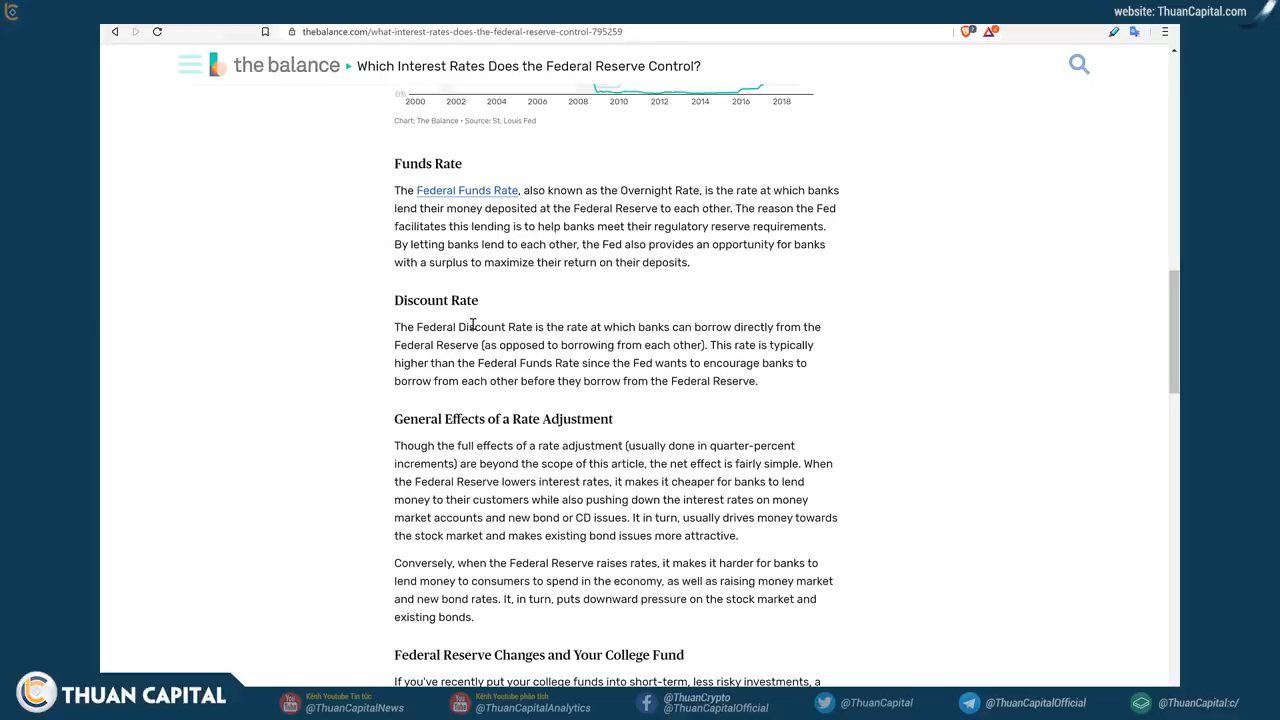 website: ThuanCapital.com
thebalance.com/what-interest-rates-does-the-federal-reserve-control-795259
the balance ▸ Which Interest Rates Does the Federal Reserve Control?
0%
2000 2002 2004 2006 2008 2010 2012 2014 2016 2018
Chart: The Balance • Source: St. Louis Fed
Funds Rate
The Federal Funds Rate, also known as the Overnight Rate, is the rate at which banks
lend their money deposited at the Federal Reserve to each other. The reason the Fed
facilitates this lending is to help banks meet their regulatory reserve requirements.
By letting banks lend to each other, the Fed also provides an opportunity for banks
with a surplus to maximize their return on their deposits.
Discount Rate
The Federal Discount Rate is the rate at which banks can borrow directly from the
Federal Reserve (as opposed to borrowing from each other). This rate is typically
higher than the Federal Funds Rate since the Fed wants to encourage banks to
borrow from each other before they borrow from the Federal Reserve.
General Effects of a Rate Adjustment
Though the full effects of a rate adjustment (usually done in quarter-percent
increments) are beyond the scope of this article, the net effect is fairly simple. When
the Federal Reserve lowers interest rates, it makes it cheaper for banks to lend
money to their customers while also pushing down the interest rates on money
market accounts and new bond or CD issues. It in turn, usually drives money towards
the stock market and makes existing bond issues more attractive.
Conversely, when the Federal Reserve raises rates, it makes it harder for banks to
lend money to consumers to spend in the economy, as well as raising money market
and new bond rates. It, in turn, puts downward pressure on the stock market and
existing bonds.
Federal Reserve Changes and Your College Fund
If you've recently put your college funds into short-term, less risky investments, a
THUAN CAPITAL
Kênh Youtube Tin tức
@ThuanCapitalNews
Kênh Youtube phân tích
@ThuanCapitalAnalytics
@ThuanCrypto
@ThuanCapitalOfficial
@ThuanCapital
@ThuanCapitalOfficial
@ThuanCapital:c/